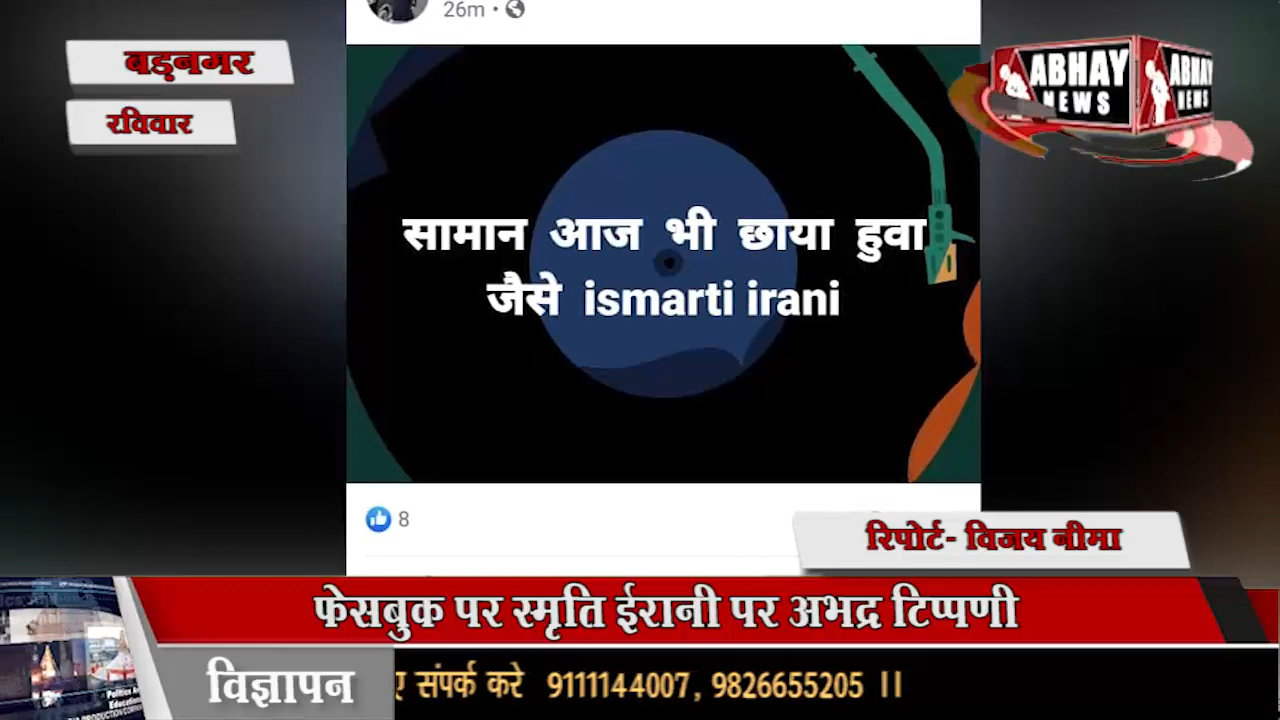 26m
बड़नगर
रविवार
ABHAY NEWS
ABHAY NEWS
सामान आज भी छाया हुवा
जैसे ismarti irani
8
रिपोर्ट- विजय नीमा
फेसबुक पर स्मृति ईरानी पर अभद्र टिप्पणी
विज्ञापन
संपर्क करे 9111144007, 9826655205 ।।